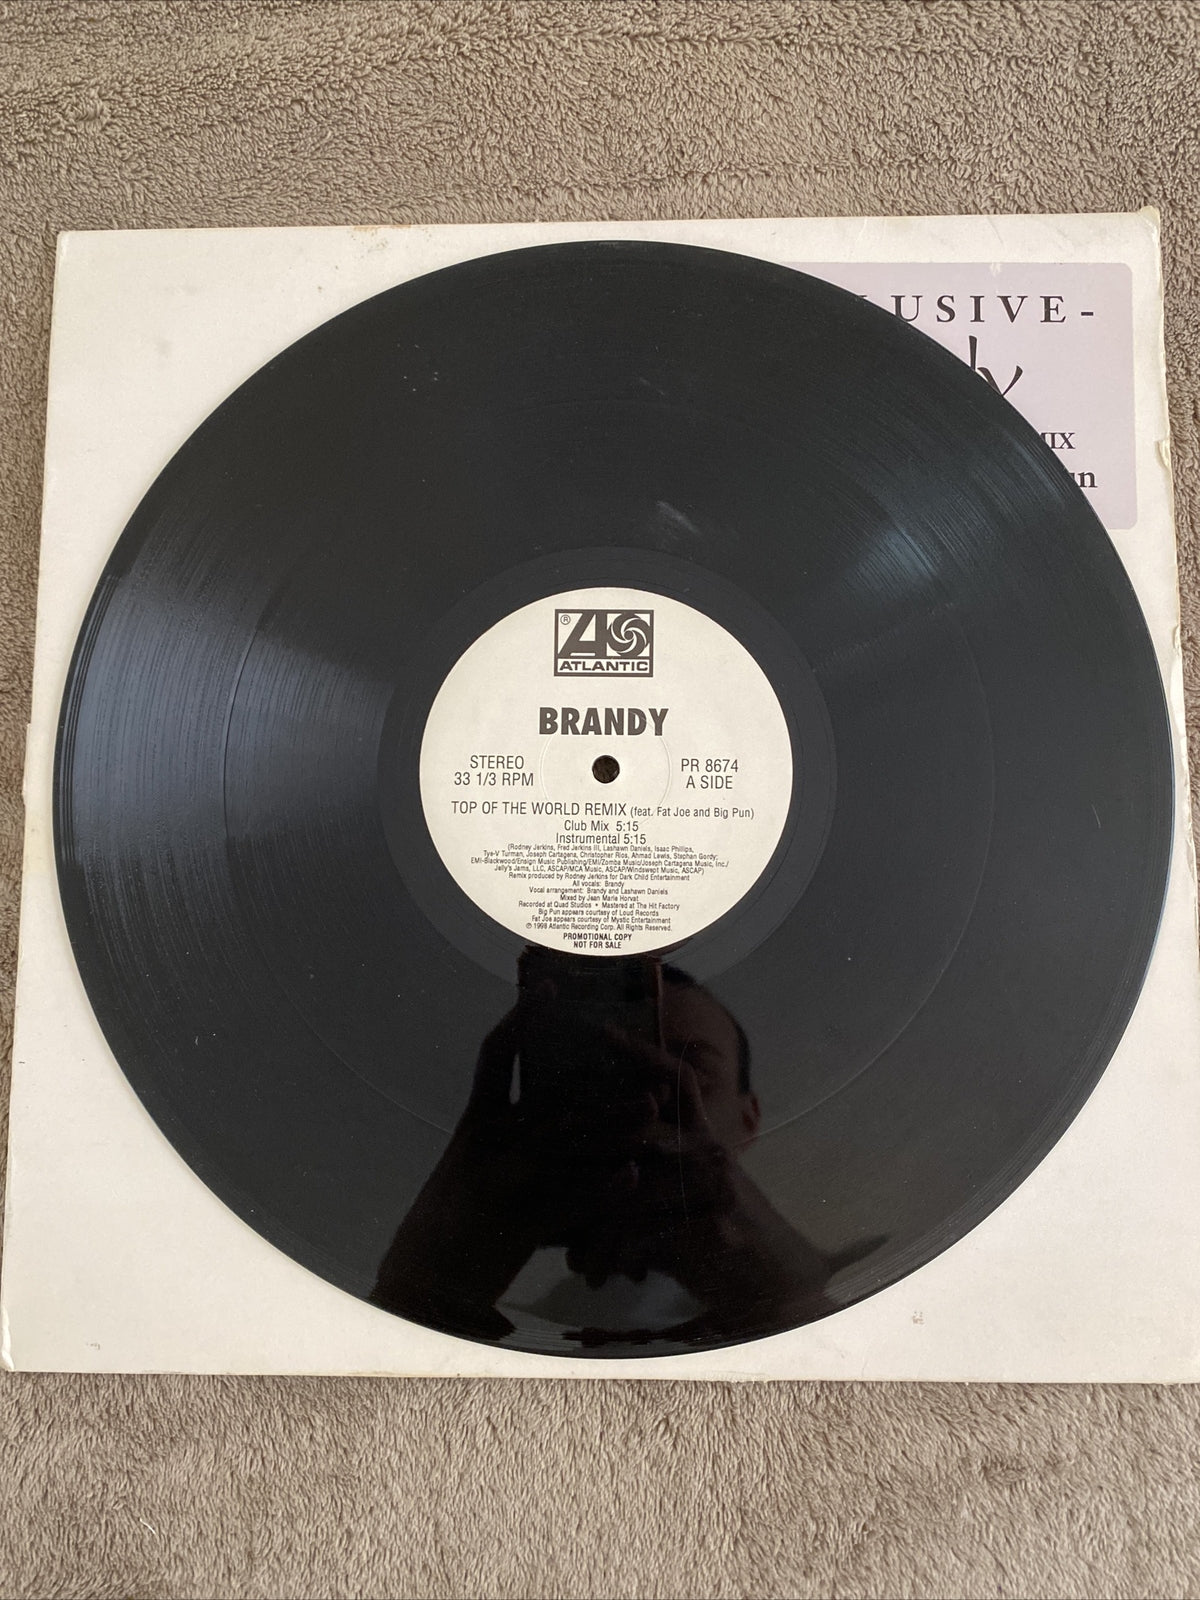 LUSIVE-
IX
un
®
ATLANTIC
BRANDY
STEREO
33 1/3 RPM
PR 8674
A SIDE
TOP OF THE WORLD REMIX (feat. Fat Joe and Big Pun)
Club Mix 5:15
Instrumental 5:15
(Rodney Jerkins, Fred Jerkins III, Lashawn Daniels, Isaac Phillips,
Tye-V Turman, Joseph Cartagena, Christopher Rios, Ahmad Lewis, Stephan Gordy;
EMI-Blackwood/Ensign Music Publishing/EMI/Zomba Music/Joseph Cartagena Music, Inc./
Jelly's Jams, LLC, ASCAP/MCA Music, ASCAP/Windswept Music, ASCAP)
Remix produced by Rodney Jerkins for Dark Child Entertainment
All vocals: Brandy
Vocal arrangement: Brandy and Lashawn Daniels
Mixed by Jean Marie Horvat
Recorded at Quad Studios • Mastered at The Hit Factory
Big Pun appears courtesy of Loud Records
Fat Joe appears courtesy of Mystic Entertainment
℗ 1998 Atlantic Recording Corp. All Rights Reserved.
PROMOTIONAL COPY
NOT FOR SALE